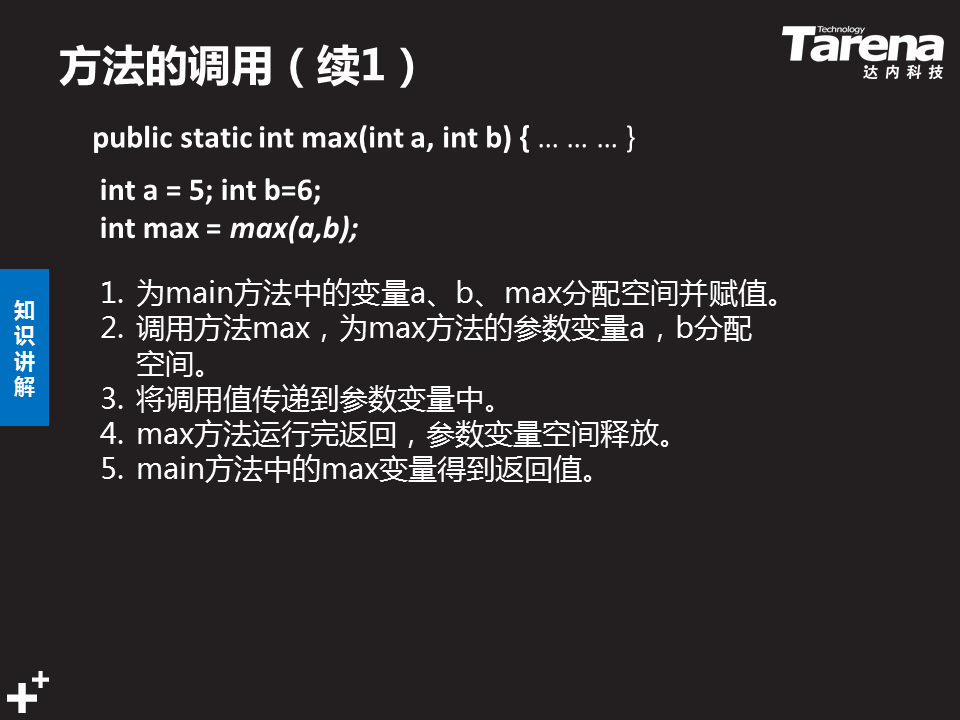 方法的调用（续1）
Technology
Tarena
达内科技
public static int max(int a, int b) { … … … }
int a = 5; int b=6;
int max = max(a,b);
知识讲解
1. 为main方法中的变量a、b、max分配空间并赋值。
2. 调用方法max，为max方法的参数变量a，b分配
空间。
3. 将调用值传递到参数变量中。
4. max方法运行完返回，参数变量空间释放。
5. main方法中的max变量得到返回值。